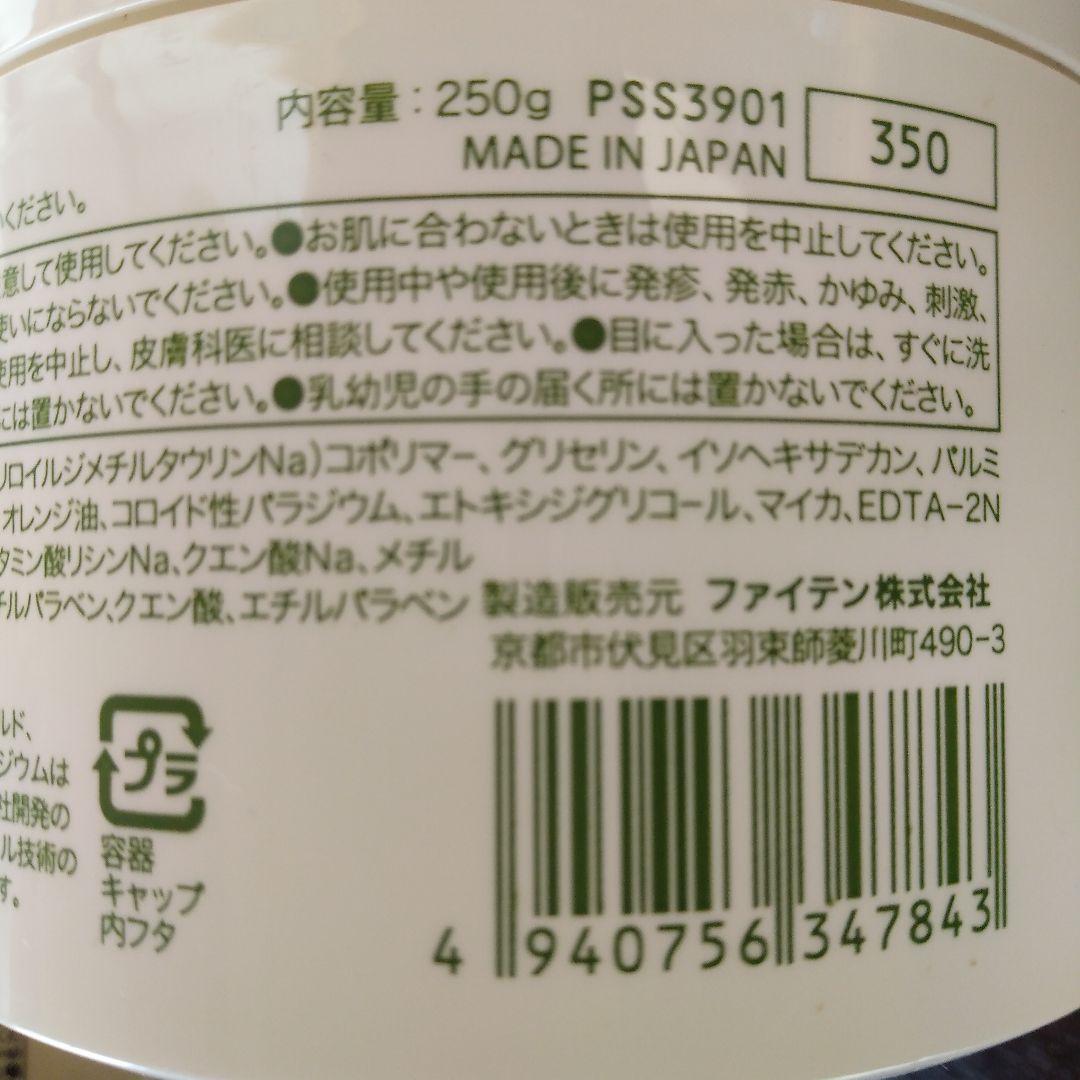 内容量：250g PSS3901
350
MADE IN JAPAN
ください。
意して使用してください。●お肌に合わないときは使用を中止してください。
使いにならないでください。●使用中や使用後に発疹、発赤、かゆみ、刺激、
使用を中止し、皮膚科医に相談してください。●目に入った場合は、すぐに洗
には置かないでください。●乳幼児の手の届く所には置かないでください。
リロイルジメチルタウリンNa)コポリマー、グリセリン、イソヘキサデカン、パルミ
オレンジ油、コロイド性パラジウム、エトキシジグリコール、マイカ、EDTA-2N
タミン酸リシンNa、クエン酸Na、メチル
チルパラベン、クエン酸、エチルパラベン
製造販売元 ファイテン株式会社
京都市伏見区羽束師菱川町490-3
ルド、
ジウムは
社開発の
ル技術の
す。
プラ
容器
キャップ
内フタ
4 940756 347843